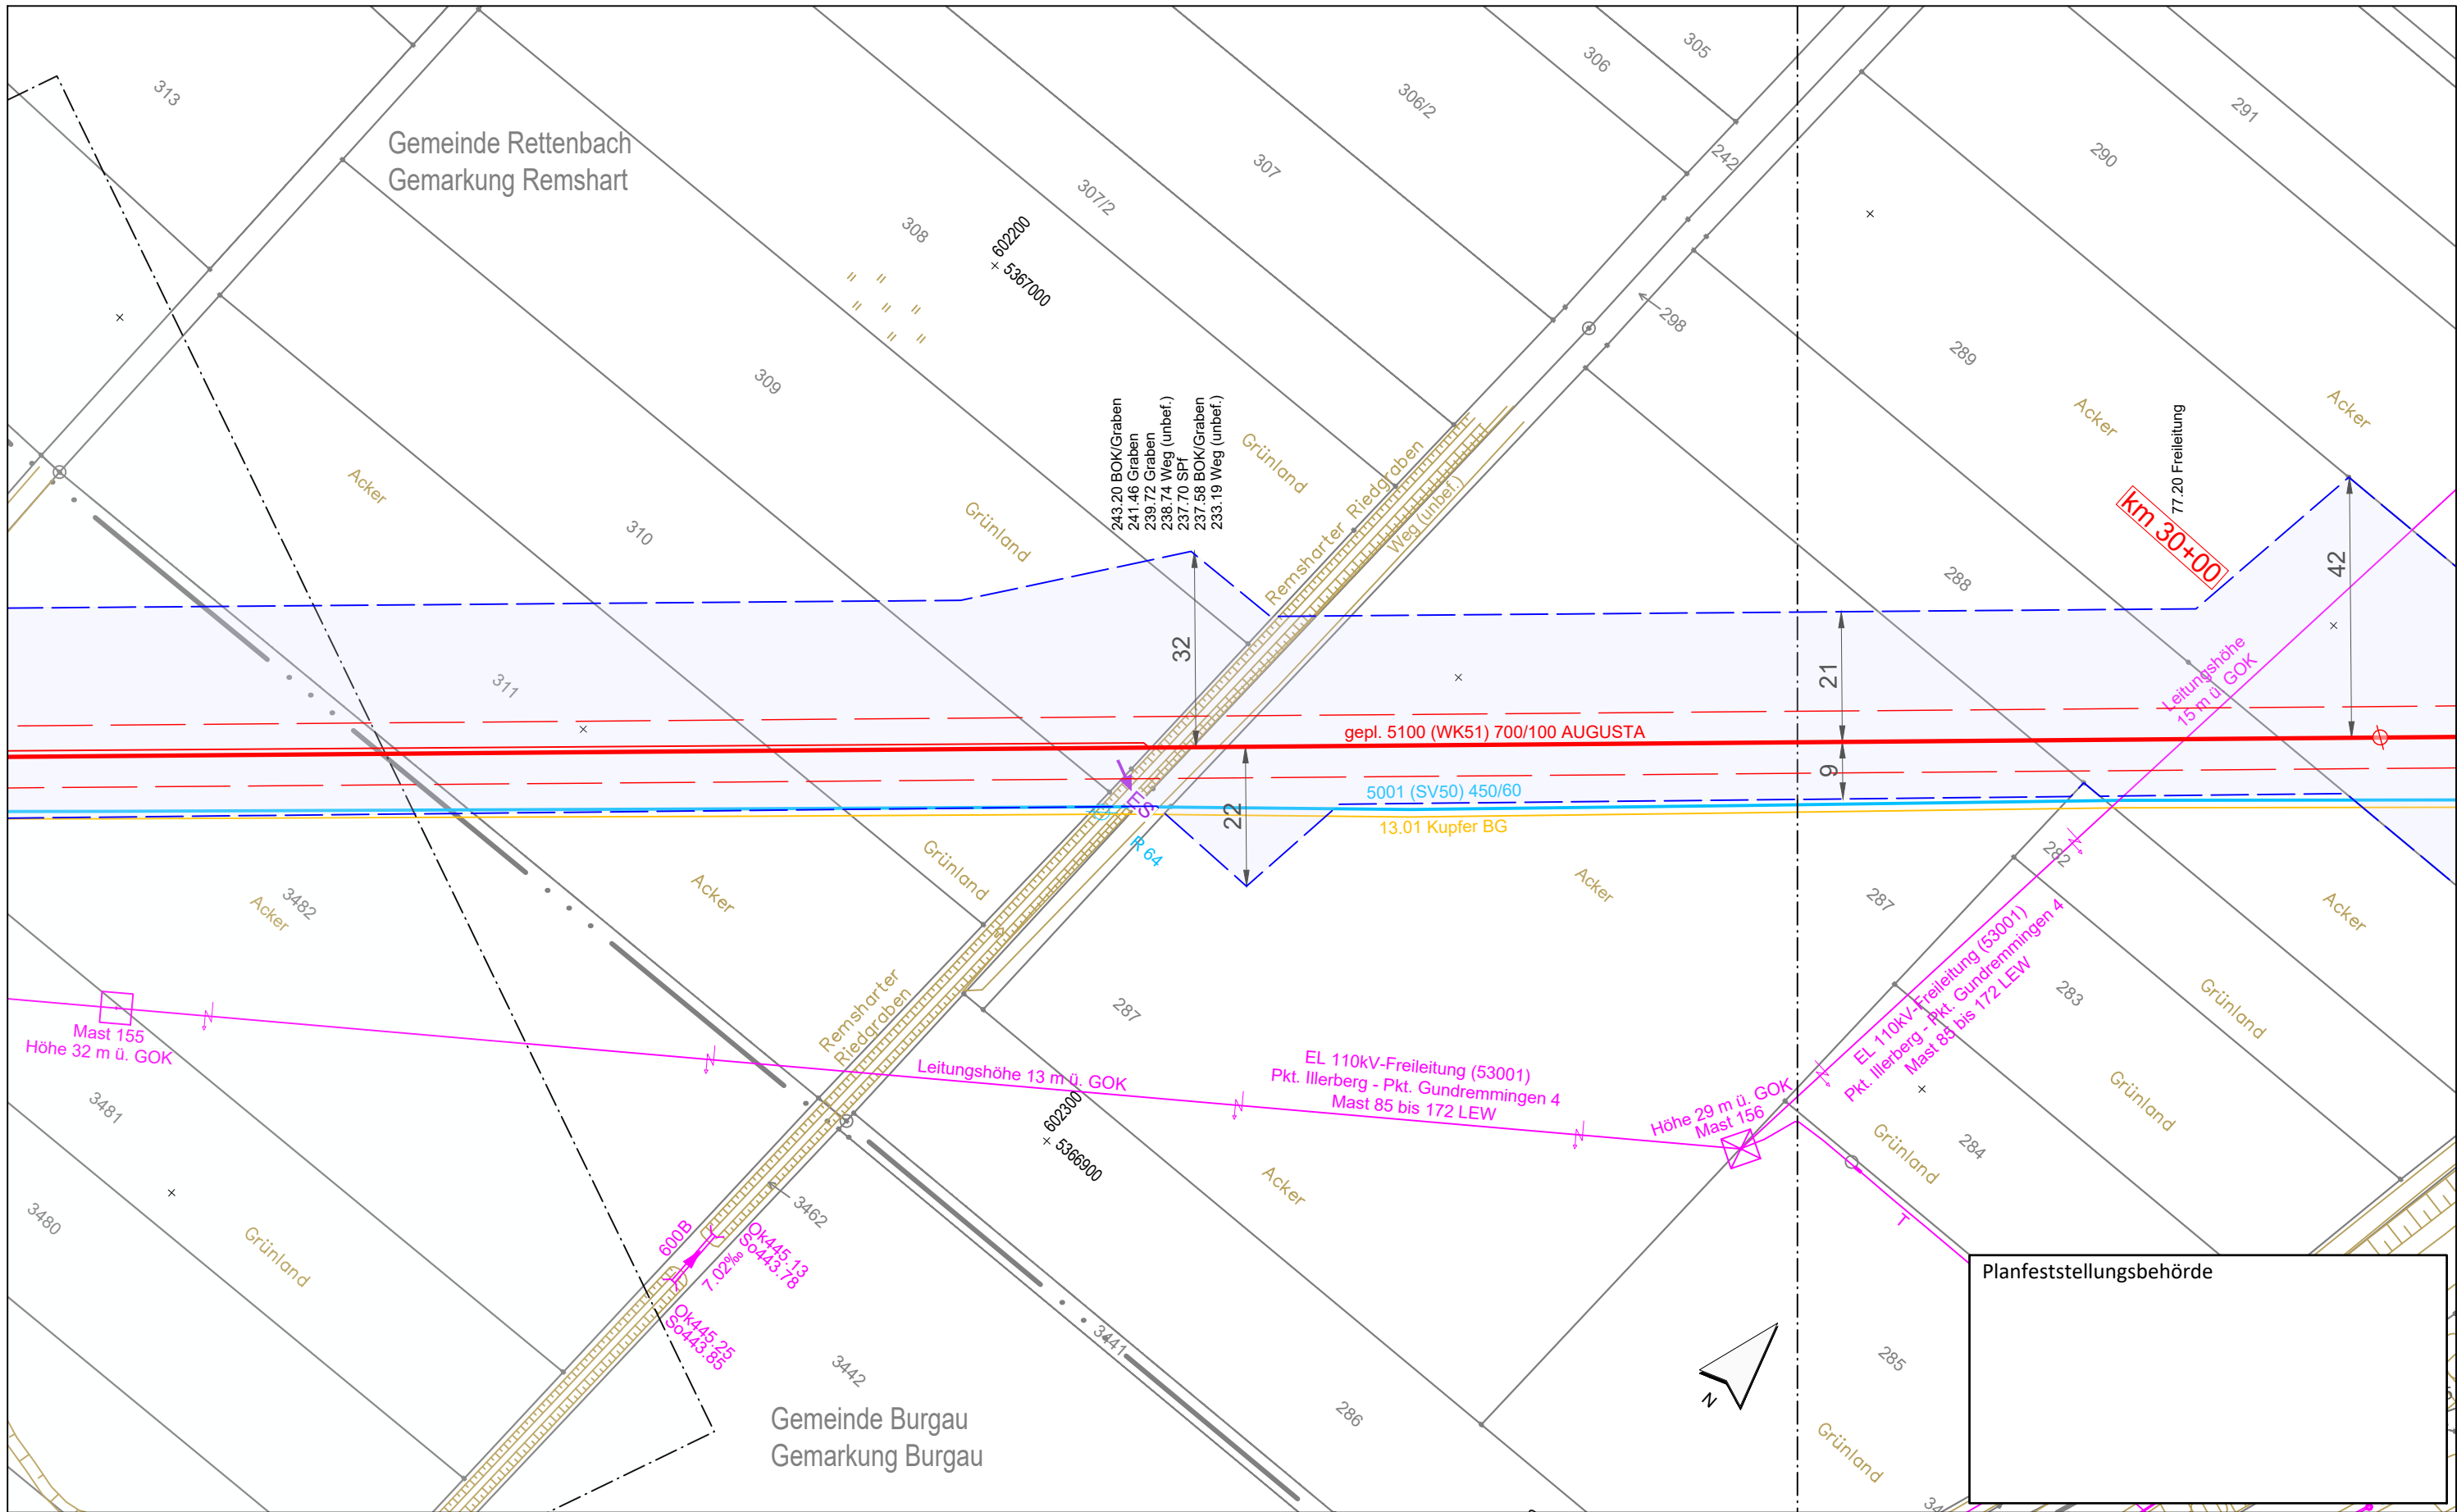 313
Gemeinde Rettenbach
Gemarkung Remshart
308
307/2
307
306/2
306
305
242
291
290
602200
5367000
298
289
309
310
311
Acker
Grünland
Grünland
243.20 BOK/Graben
241.46 Graben
239.72 Graben
238.74 Weg (unbef.)
237.70 SPf
237.58 BOK/Graben
233.19 Weg (unbef.)
Remsharter Riedgraben
Weg (unbef.)
Acker
Acker
77.20 Freileitung
km 30+00
288
42
32
21
Leitungshöhe
15 m ü. GOK
gepl. 5100 (WK51) 700/100 AUGUSTA
9
5001 (SV50) 450/60
13.01 Kupfer BG
22
ES
R 64
3482
Acker
Acker
Grünland
Acker
287
282
Acker
EL 110kV-Freileitung (53001)
Pkt. Illerberg - Pkt. Gundremmingen 4
Mast 85 bis 172 LEW
283
Grünland
Mast 155
Höhe 32 m ü. GOK
Remsharter
Riedgraben
287
Leitungshöhe 13 m ü. GOK
EL 110kV-Freileitung (53001)
Pkt. Illerberg - Pkt. Gundremmingen 4
Mast 85 bis 172 LEW
Höhe 29 m ü. GOK
Mast 156
Grünland
284
Grünland
3481
3480
Grünland
602300
5366900
Acker
3462
600B
7.02‰
Ok445.13
So443.78
Ok445.25
So443.85
T
3442
3441
286
285
Grünland
N
Gemeinde Burgau
Gemarkung Burgau
Planfeststellungsbehörde